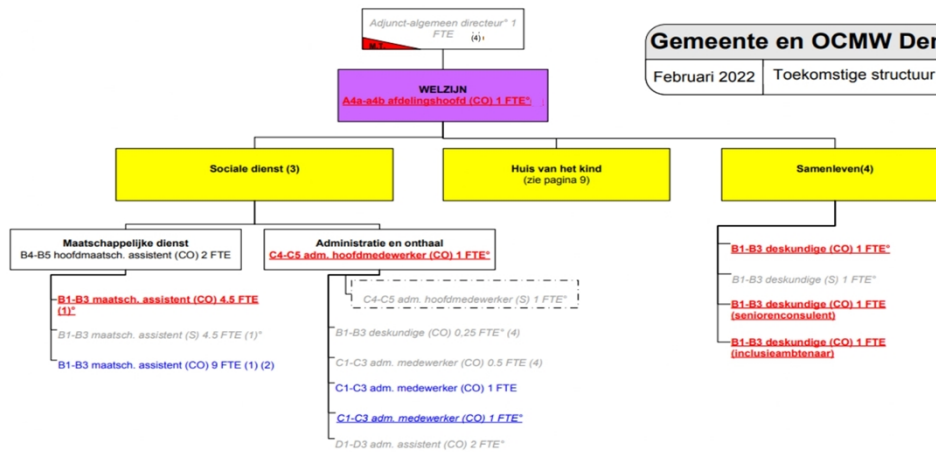 Adjunct-algemeen directeur° 1
FTE (4)
Gemeente en OCMW Der
Februari 2022 Toekomstige structuur
WELZIJN
A4a-a4b afdelingshoofd (CO) 1 FTE°
Sociale dienst (3)
Huis van het kind
(zie pagina 9)
Samenleven(4)
Maatschappelijke dienst
B4-B5 hoofdmaatsch. assistent (CO) 2 FTE
B1-B3 maatsch. assistent (CO) 4.5 FTE
(1)°
B1-B3 maatsch. assistent (S) 4.5 FTE (1)°
B1-B3 maatsch. assistent (CO) 9 FTE (1) (2)
Administratie en onthaal
C4-C5 adm. hoofdmedewerker (CO) 1 FTE°
C4-C5 adm. hoofdmedewerker (S) 1 FTE°
B1-B3 deskundige (CO) 0,25 FTE° (4)
C1-C3 adm. medewerker (CO) 0.5 FTE (4)
C1-C3 adm. medewerker (CO) 1 FTE
C1-C3 adm. medewerker (CO) 1 FTE°
D1-D3 adm. assistent (CO) 2 FTE°
B1-B3 deskundige (CO) 1 FTE°
B1-B3 deskundige (S) 1 FTE°
B1-B3 deskundige (CO) 1 FTE
(seniorenconsulent)
B1-B3 deskundige (CO) 1 FTE
(inclusieambtenaar)